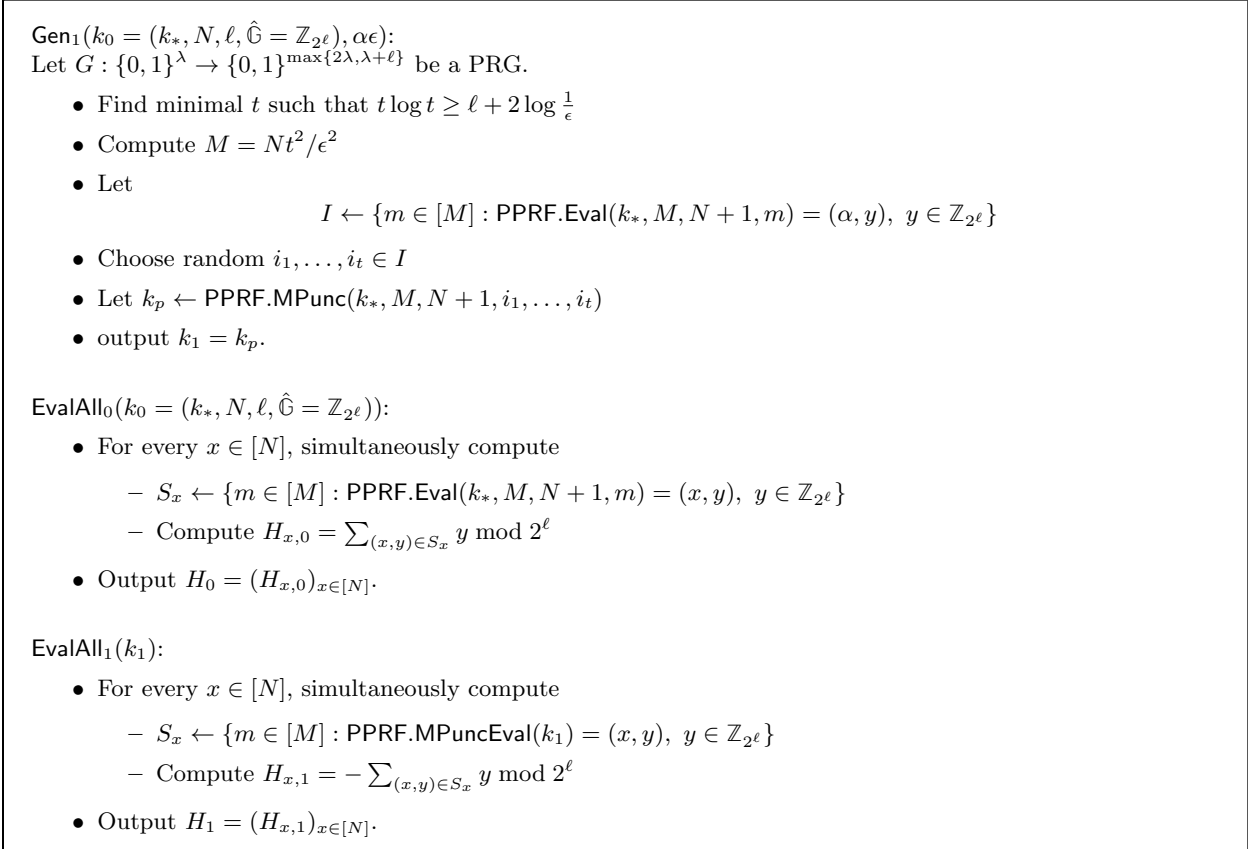 Gen₁(k₀ = (k∗, N, ℓ, Ĝ = ℤ_{2^ℓ}), αϵ):
Let G : {0, 1}^λ → {0, 1}^{max{2λ,λ+ℓ}} be a PRG.
• Find minimal t such that t log t ≥ ℓ + 2 log 1/ϵ
• Compute M = Nt²/ϵ²
• Let
I ← {m ∈ [M] : PPRF.Eval(k∗, M, N + 1, m) = (α, y), y ∈ ℤ_{2^ℓ}}
• Choose random i₁, . . . , i_t ∈ I
• Let k_p ← PPRF.MPunc(k∗, M, N + 1, i₁, . . . , i_t)
• output k₁ = k_p.
EvalAll₀(k₀ = (k∗, N, ℓ, Ĝ = ℤ_{2^ℓ})):
• For every x ∈ [N], simultaneously compute
– S_x ← {m ∈ [M] : PPRF.Eval(k∗, M, N + 1, m) = (x, y), y ∈ ℤ_{2^ℓ}}
– Compute H_{x,0} = ∑_{(x,y)∈S_x} y mod 2^ℓ
• Output H₀ = (H_{x,0})_{x∈[N]}.
EvalAll₁(k₁):
• For every x ∈ [N], simultaneously compute
– S_x ← {m ∈ [M] : PPRF.MPuncEval(k₁) = (x, y), y ∈ ℤ_{2^ℓ}}
– Compute H_{x,1} = − ∑_{(x,y)∈S_x} y mod 2^ℓ
• Output H₁ = (H_{x,1})_{x∈[N]}.